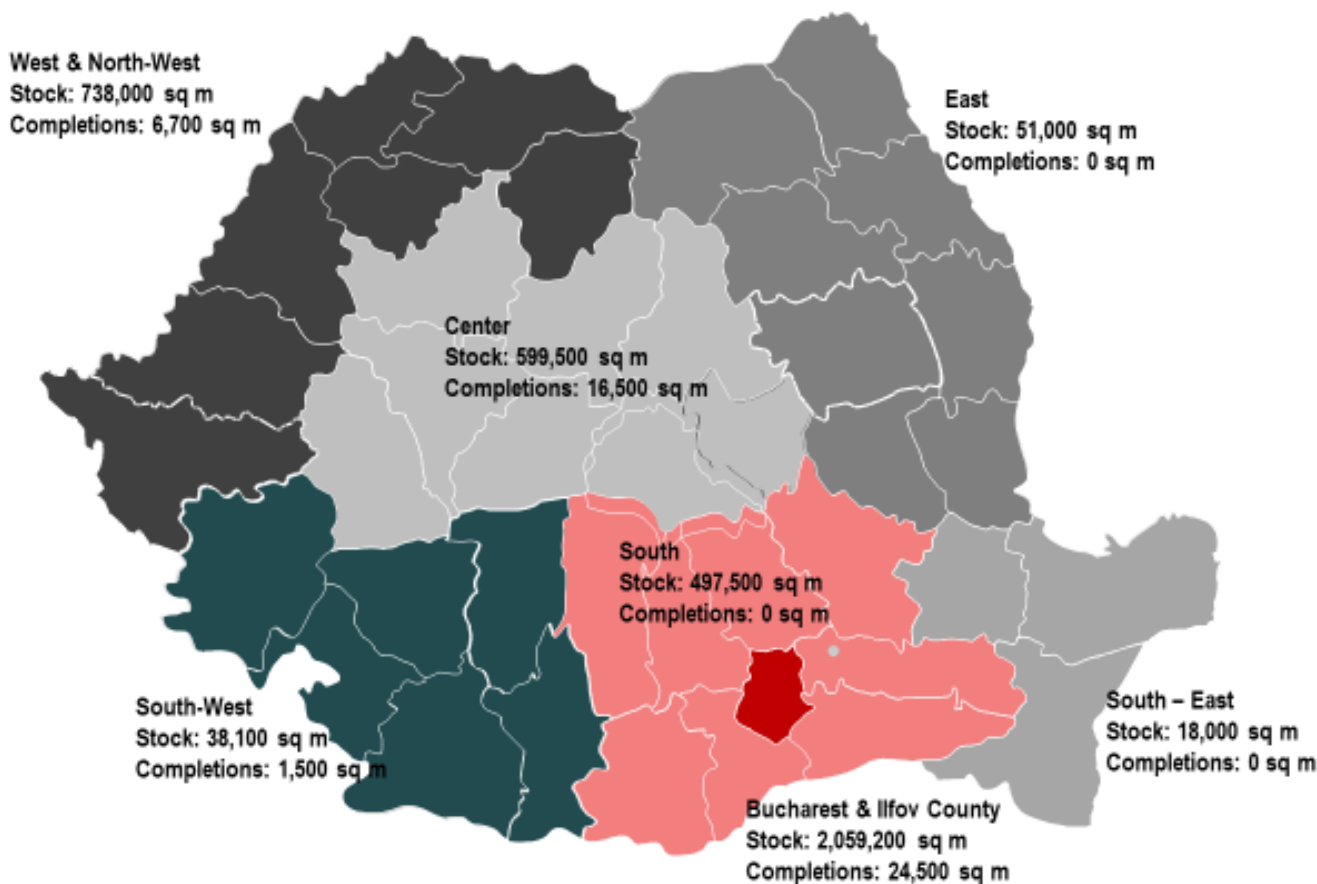 West & North-West
Stock: 738,000 sq m
Completions: 6,700 sq m
East
Stock: 51,000 sq m
Completions: 0 sq m
Center
Stock: 599,500 sq m
Completions: 16,500 sq m
South
Stock: 497,500 sq m
Completions: 0 sq m
South-West
Stock: 38,100 sq m
Completions: 1,500 sq m
South – East
Stock: 18,000 sq m
Completions: 0 sq m
Bucharest & Ilfov County
Stock: 2,059,200 sq m
Completions: 24,500 sq m